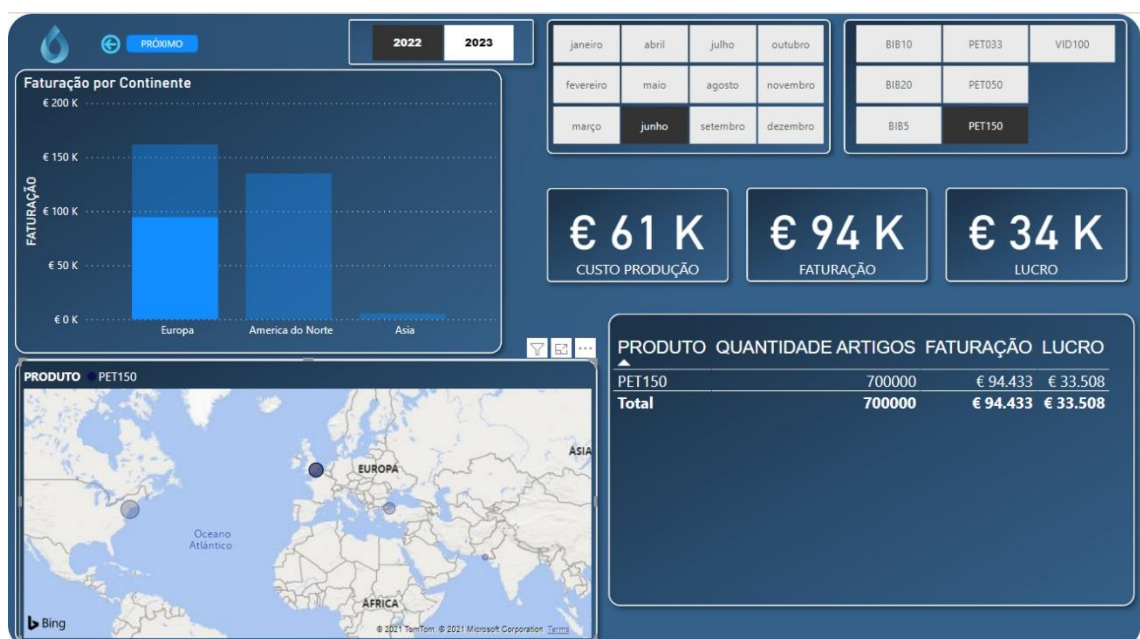 PRÓXIMO
2022 2023
janeiro abril julho outubro
fevereiro maio agosto novembro
março junho setembro dezembro
BIB10 PET033 VID100
BIB20 PET050
BIB5 PET150
Faturação por Continente
€ 200 K
€ 150 K
€ 100 K
€ 50 K
€ 0 K
FATURAÇÃO
Europa America do Norte Asia
€ 61 K
CUSTO PRODUÇÃO
€ 94 K
FATURAÇÃO
€ 34 K
LUCRO
PRODUTO PET150
ÁSIA
EUROPA
Oceano
Atlântico
ÁFRICA
Bing
© 2021 TomTom, © 2021 Microsoft Corporation Terms
PRODUTO QUANTIDADE ARTIGOS FATURAÇÃO LUCRO
PET150 700000 € 94.433 € 33.508
Total 700000 € 94.433 € 33.508